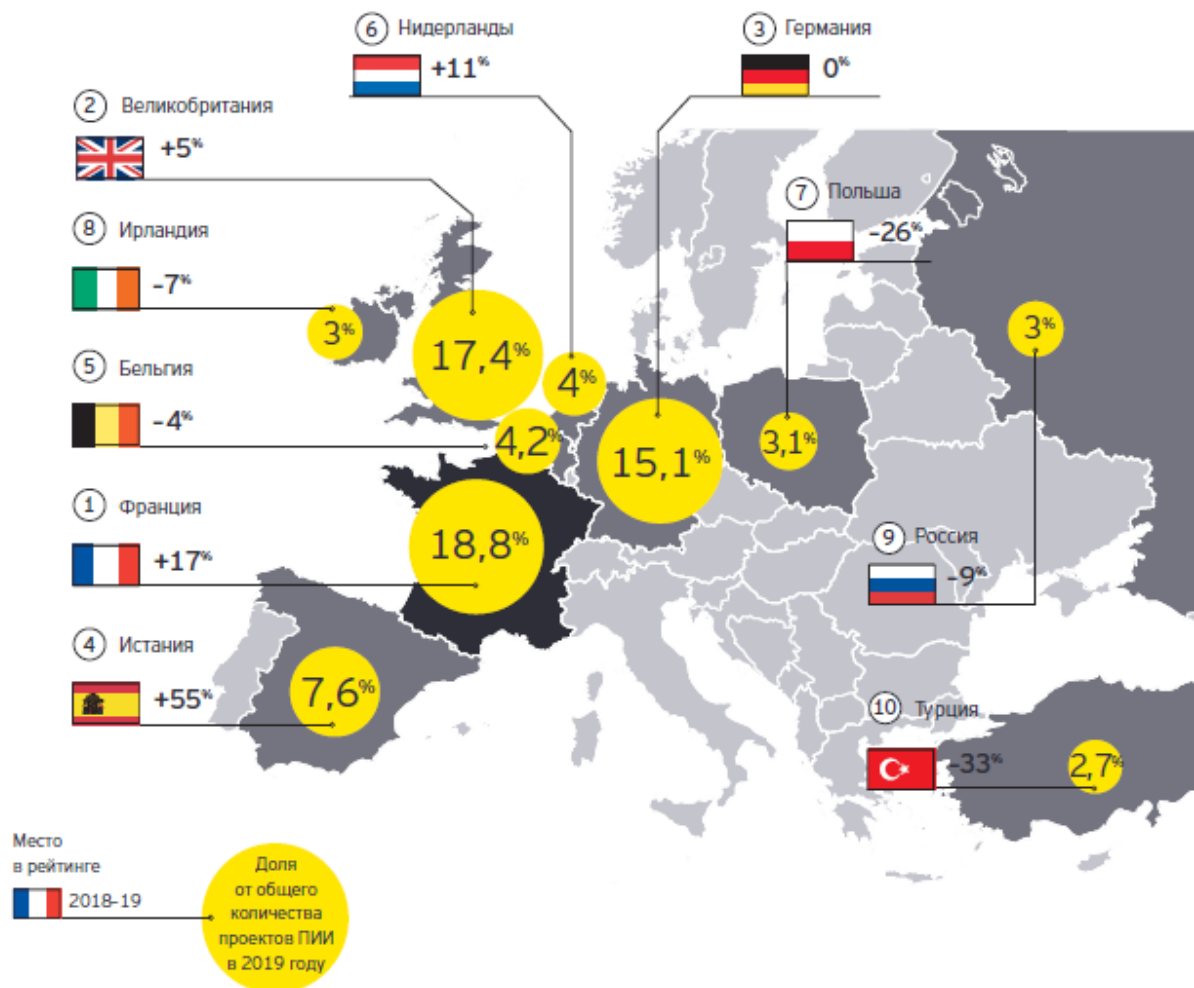 6 Нидерланды
+11%
3 Германия
0%
2 Великобритания
+5%
7 Польша
-26%
8 Ирландия
-7%
3%
17,4%
4%
3%
5 Бельгия
-4%
4,2%
15,1%
3,1%
1 Франция
+17%
18,8%
9 Россия
-9%
4 Истания
+55%
7,6%
10 Турция
-33%
2,7%
Место
в рейтинге
2018-19
Доля
от общего
количества
проектов ПИИ
в 2019 году